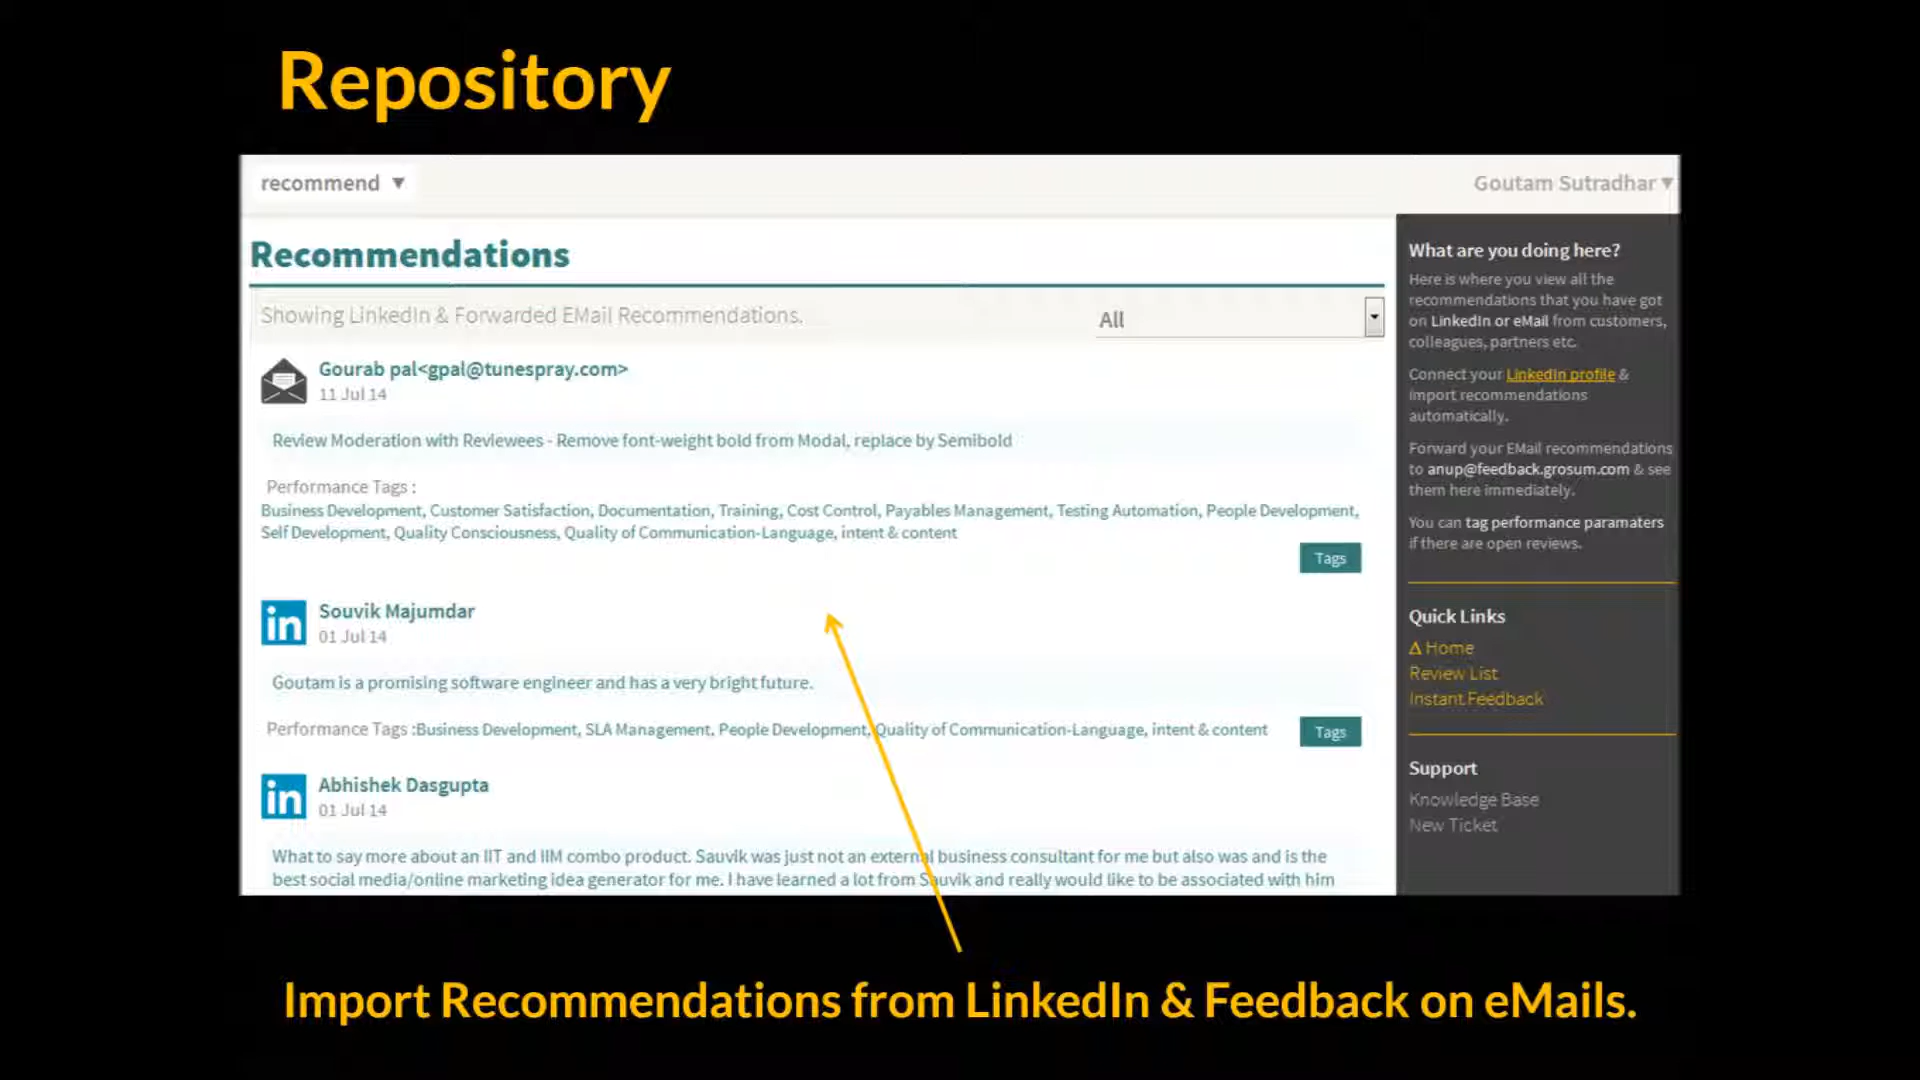 Repository
recommend ▼
Goutam Sutradhar ▼
Recommendations
Showing LinkedIn & Forwarded EMail Recommendations.
All
Gourab pal<gpal@tunespray.com>
11 Jul 14
Review Moderation with Reviewees - Remove font-weight bold from Modal, replace by Semibold
Performance Tags :
Business Development, Customer Satisfaction, Documentation, Training, Cost Control, Payables Management, Testing Automation, People Development,
Self Development, Quality Consciousness, Quality of Communication-Language, intent & content
Tags
in
Souvik Majumdar
01 Jul 14
Goutam is a promising software engineer and has a very bright future.
Performance Tags :Business Development, SLA Management, People Development, Quality of Communication-Language, intent & content
Tags
in
Abhishek Dasgupta
01 Jul 14
What to say more about an IIT and IIM combo product. Sauvik was just not an external business consultant for me but also was and is the
best social media/online marketing idea generator for me. I have learned a lot from Sauvik and really would like to be associated with him
What are you doing here?
Here is where you view all the
recommendations that you have got
on LinkedIn or eMail from customers,
colleagues, partners etc.
Connect your LinkedIn profile &
import recommendations
automatically.
Forward your EMail recommendations
to anup@feedback.grosum.com & see
them here immediately.
You can tag performance paramaters
if there are open reviews.
Quick Links
Δ Home
Review List
Instant Feedback
Support
Knowledge Base
New Ticket
Import Recommendations from LinkedIn & Feedback on eMails.